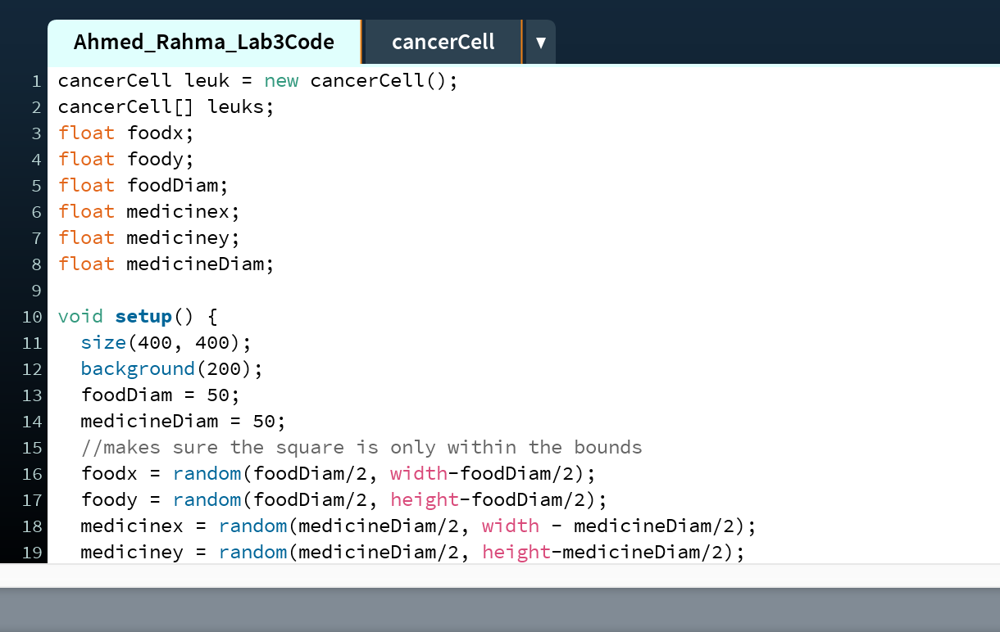 Ahmed_Rahma_Lab3Code cancerCell ▼
1 cancerCell leuk = new cancerCell();
2 cancerCell[] leuks;
3 float foodx;
4 float foody;
5 float foodDiam;
6 float medicinex;
7 float mediciney;
8 float medicineDiam;
9
10 void setup() {
11   size(400, 400);
12   background(200);
13   foodDiam = 50;
14   medicineDiam = 50;
15   //makes sure the square is only within the bounds
16   foodx = random(foodDiam/2, width-foodDiam/2);
17   foody = random(foodDiam/2, height-foodDiam/2);
18   medicinex = random(medicineDiam/2, width - medicineDiam/2);
19   mediciney = random(medicineDiam/2, height-medicineDiam/2);